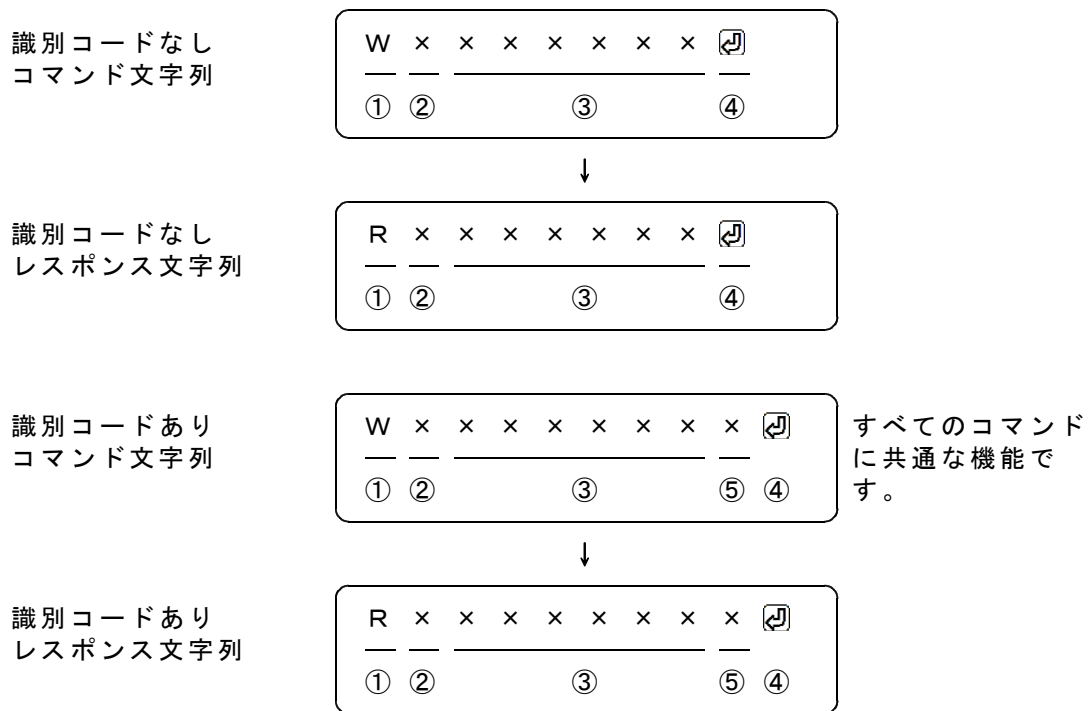 識別コードなし
コマンド文字列
W × × × × × × × ⏎
① ② ③ ④
↓
識別コードなし
レスポンス文字列
R × × × × × × × ⏎
① ② ③ ④
識別コードあり
コマンド文字列
W × × × × × × × × ⏎
① ② ③ ⑤ ④
すべてのコマンド
に共通な機能で
す。
↓
識別コードあり
レスポンス文字列
R × × × × × × × × ⏎
① ② ③ ⑤ ④